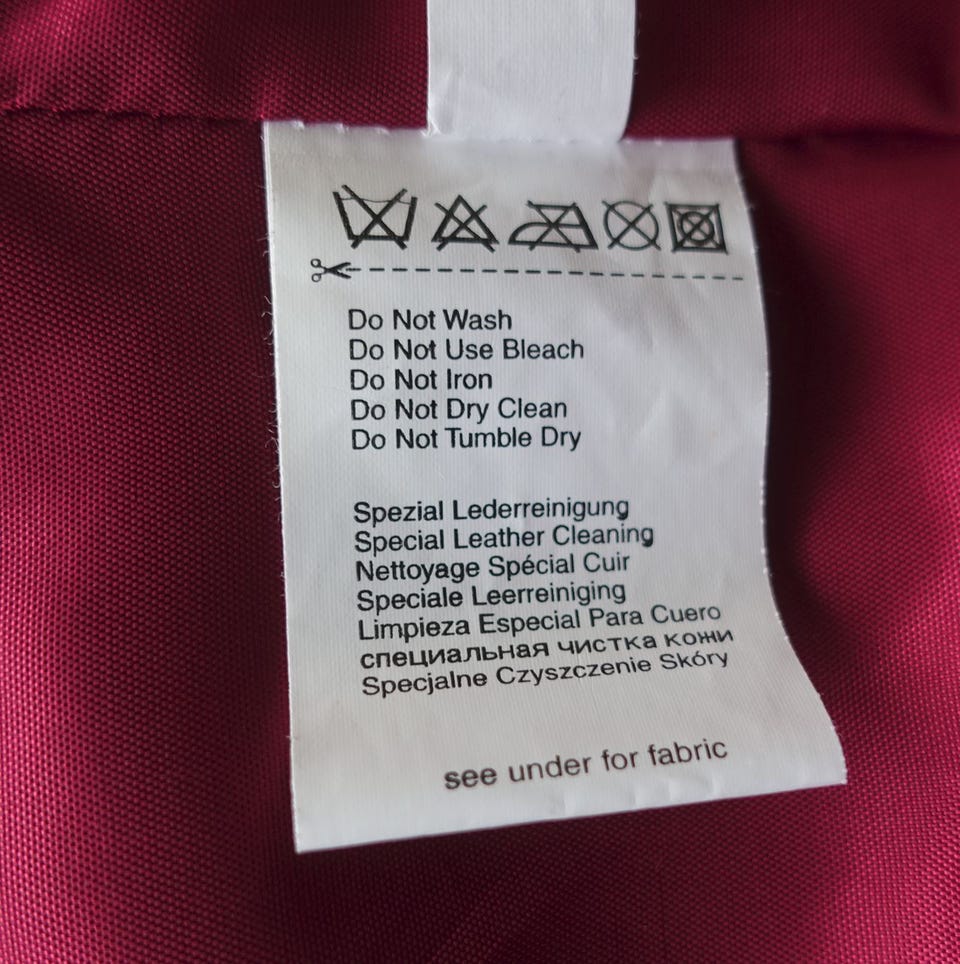 Do Not Wash
Do Not Use Bleach
Do Not Iron
Do Not Dry Clean
Do Not Tumble Dry
Spezial Lederreinigung
Special Leather Cleaning
Nettoyage Spécial Cuir
Speciale Leerreiniging
Limpieza Especial Para Cuero
специальная чистка кожи
Specjalne Czyszczenie Skóry
see under for fabric